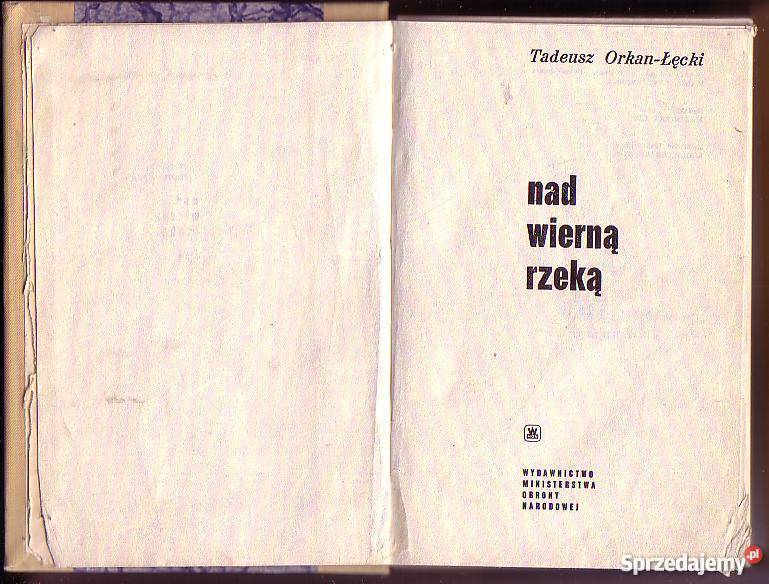 Tadeusz Orkan-Łęcki
nad
wierną
rzeką
WYDAWNICTWO
MINISTERSTWA
OBRONY
NARODOWEJ
Sprzedajemy.pl